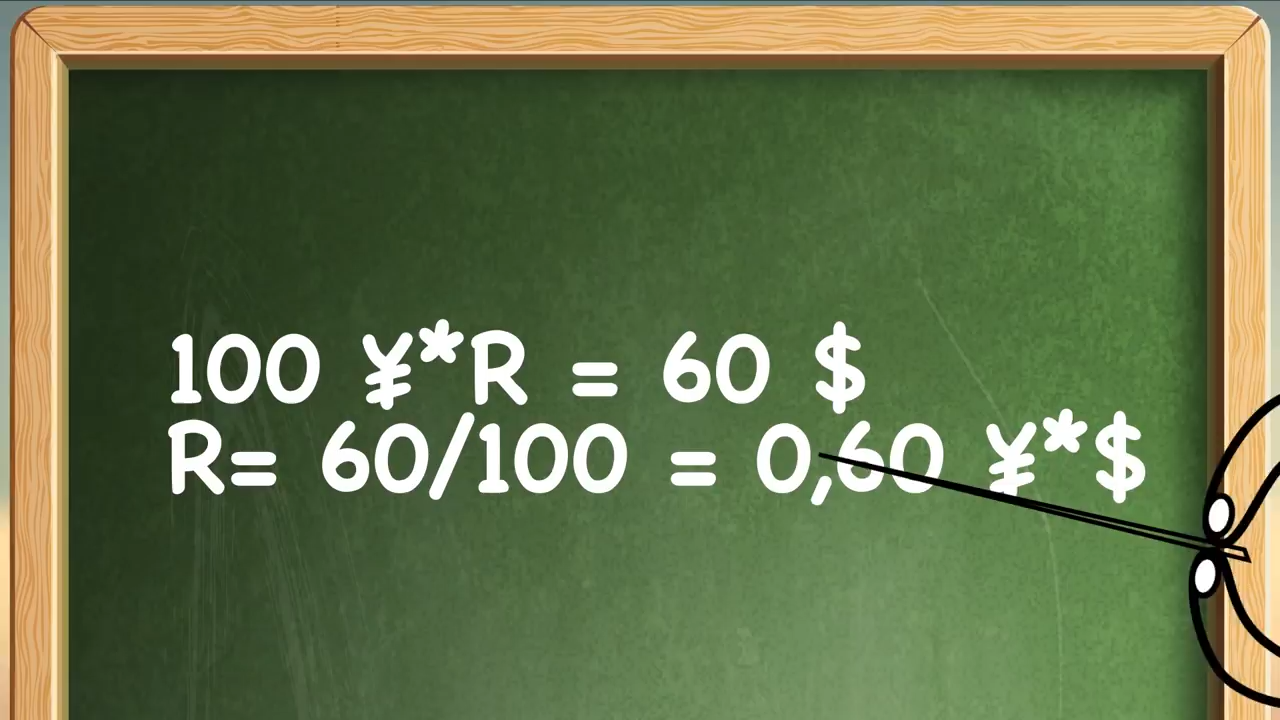 100 ¥*R = 60 $
R= 60/100 = 0,60 ¥*$